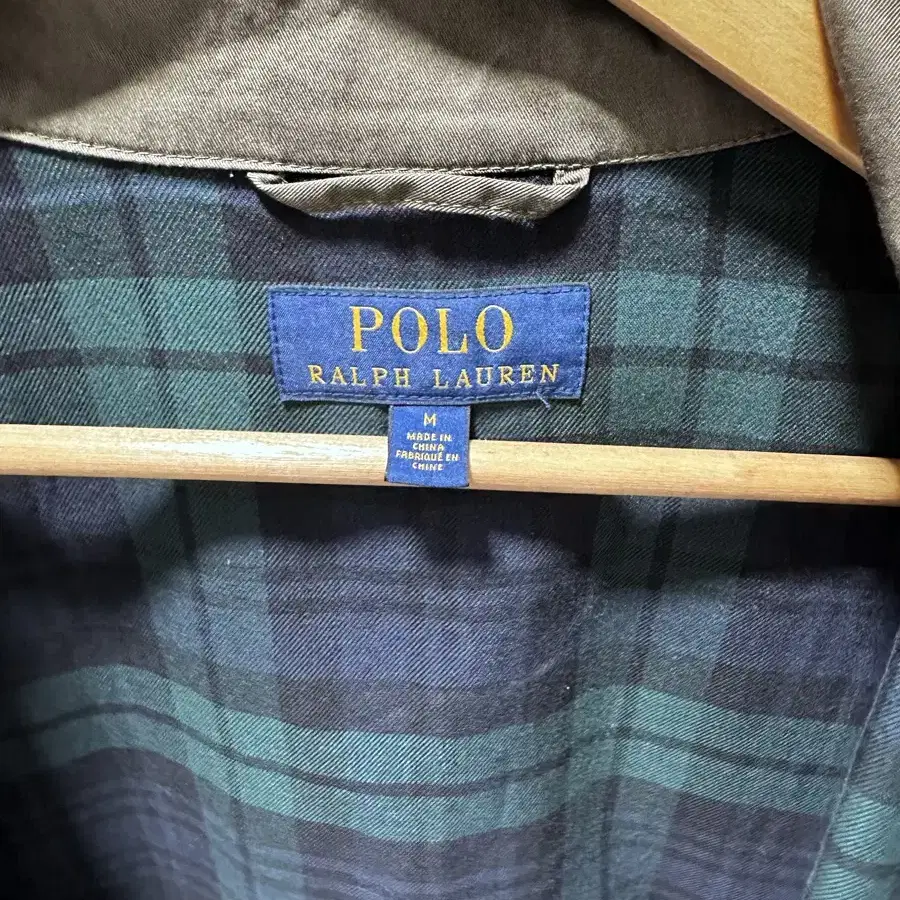 POLO
RALPH LAUREN
M
MADE IN
CHINA
FABRIQUÉ EN
CHINE